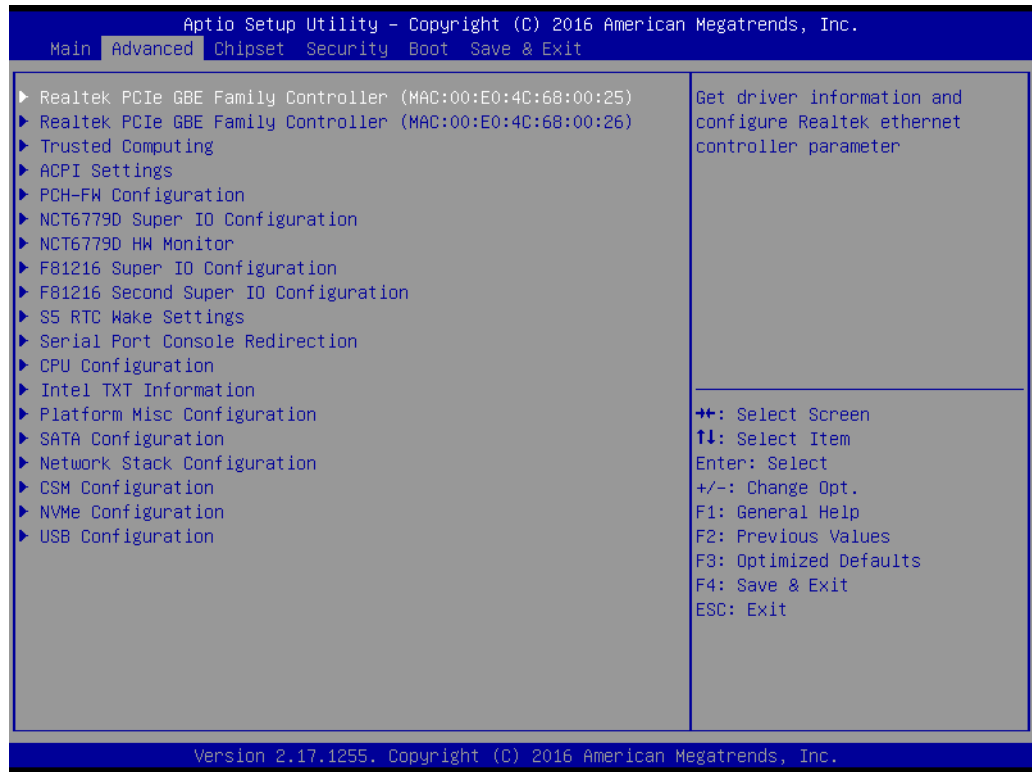 Aptio Setup Utility – Copyright (C) 2016 American Megatrends, Inc.
Main Advanced Chipset Security Boot Save & Exit
▶ Realtek PCIe GBE Family Controller (MAC:00:E0:4C:68:00:25)
▶ Realtek PCIe GBE Family Controller (MAC:00:E0:4C:68:00:26)
▶ Trusted Computing
▶ ACPI Settings
▶ PCH-FW Configuration
▶ NCT6779D Super IO Configuration
▶ NCT6779D HW Monitor
▶ F81216 Super IO Configuration
▶ F81216 Second Super IO Configuration
▶ S5 RTC Wake Settings
▶ Serial Port Console Redirection
▶ CPU Configuration
▶ Intel TXT Information
▶ Platform Misc Configuration
▶ SATA Configuration
▶ Network Stack Configuration
▶ CSM Configuration
▶ NVMe Configuration
▶ USB Configuration
Get driver information and
configure Realtek ethernet
controller parameter
→←: Select Screen
↑↓: Select Item
Enter: Select
+/-: Change Opt.
F1: General Help
F2: Previous Values
F3: Optimized Defaults
F4: Save & Exit
ESC: Exit
Version 2.17.1255. Copyright (C) 2016 American Megatrends, Inc.